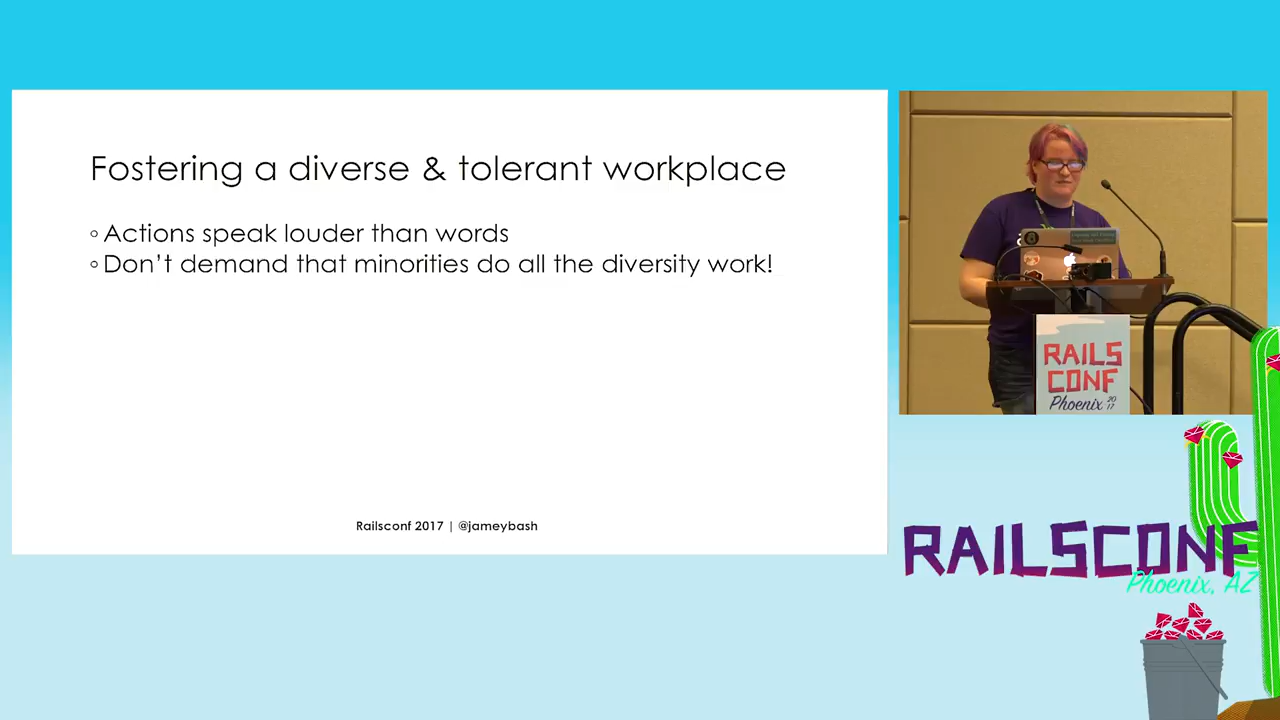 Fostering a diverse & tolerant workplace
◦Actions speak louder than words
◦Don't demand that minorities do all the diversity work!
Railsconf 2017 | @jameybash
RAILS
CONF
Phoenix 2017
RAILSCONF
Phoenix, AZ